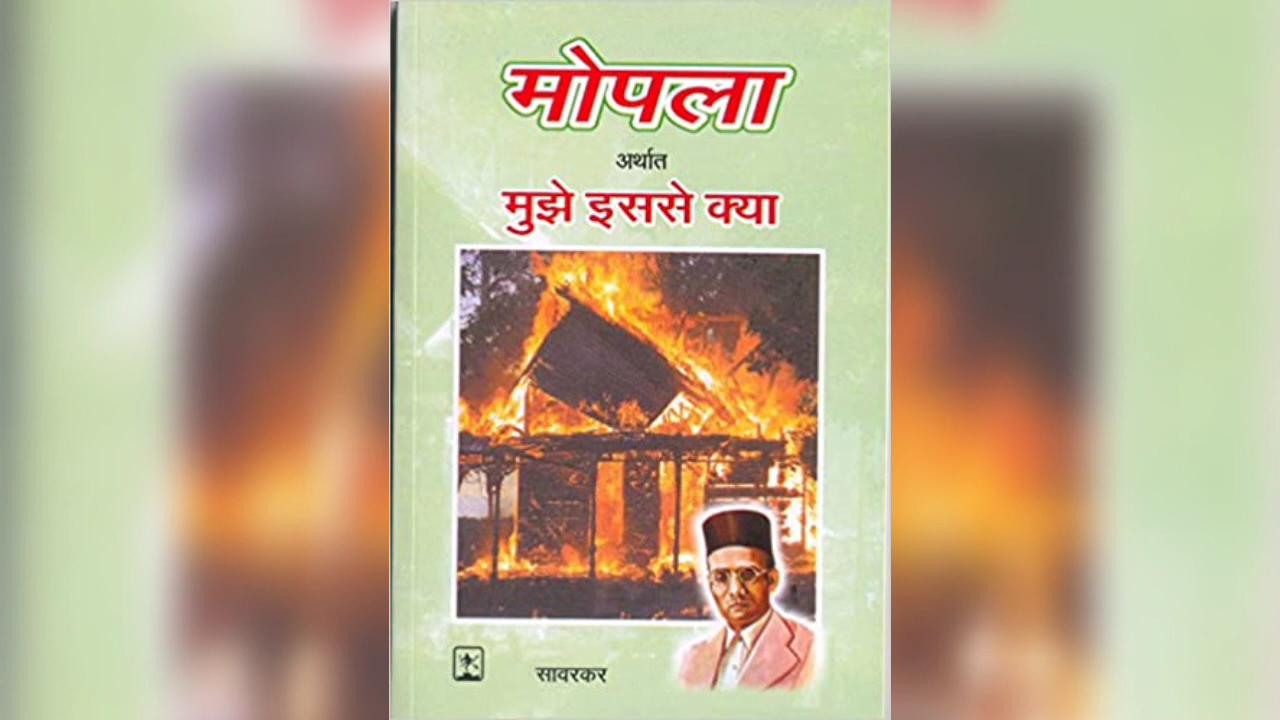 मोपला
अर्थात
मुझे इससे क्या
सावरकर